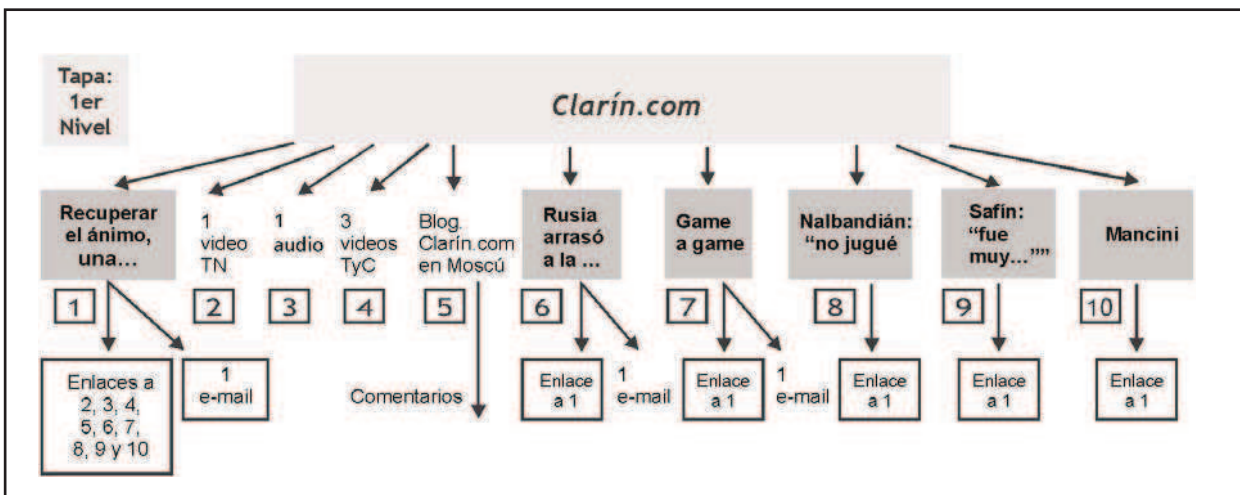 Tapa:
1er
Nivel
Clarín.com
Recuperar
el ánimo,
una...
1
video
TN
1
audio
3
videos
TyC
Blog.
Clarín.com
en Moscú
Rusia
arrasó
a la ...
Game
a game
Nalbandián:
“no jugué
Safín:
“fue
muy...””
Mancini
1
2
3
4
5
6
7
8
9
10
Enlaces a
2, 3, 4,
5, 6, 7,
8, 9 y 10
1
e-mail
Comentarios
Enlace
a 1
1
e-mail
Enlace
a 1
1
e-mail
Enlace
a 1
Enlace
a 1
Enlace
a 1